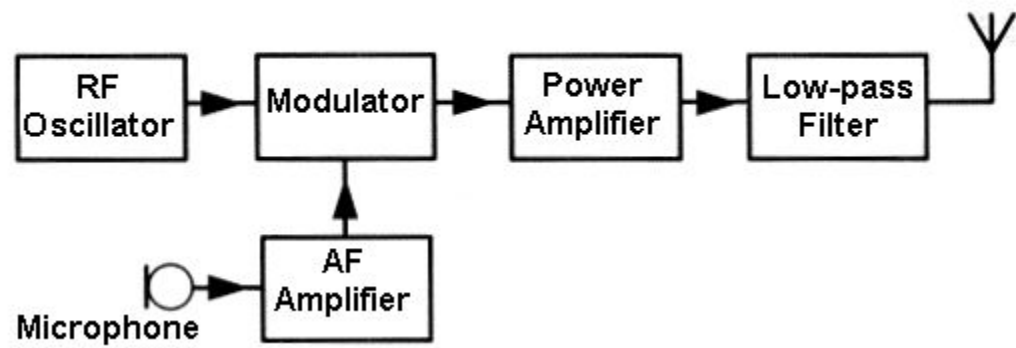 RF
Oscillator
Modulator
Power
Amplifier
Low-pass
Filter
AF
Amplifier
Microphone